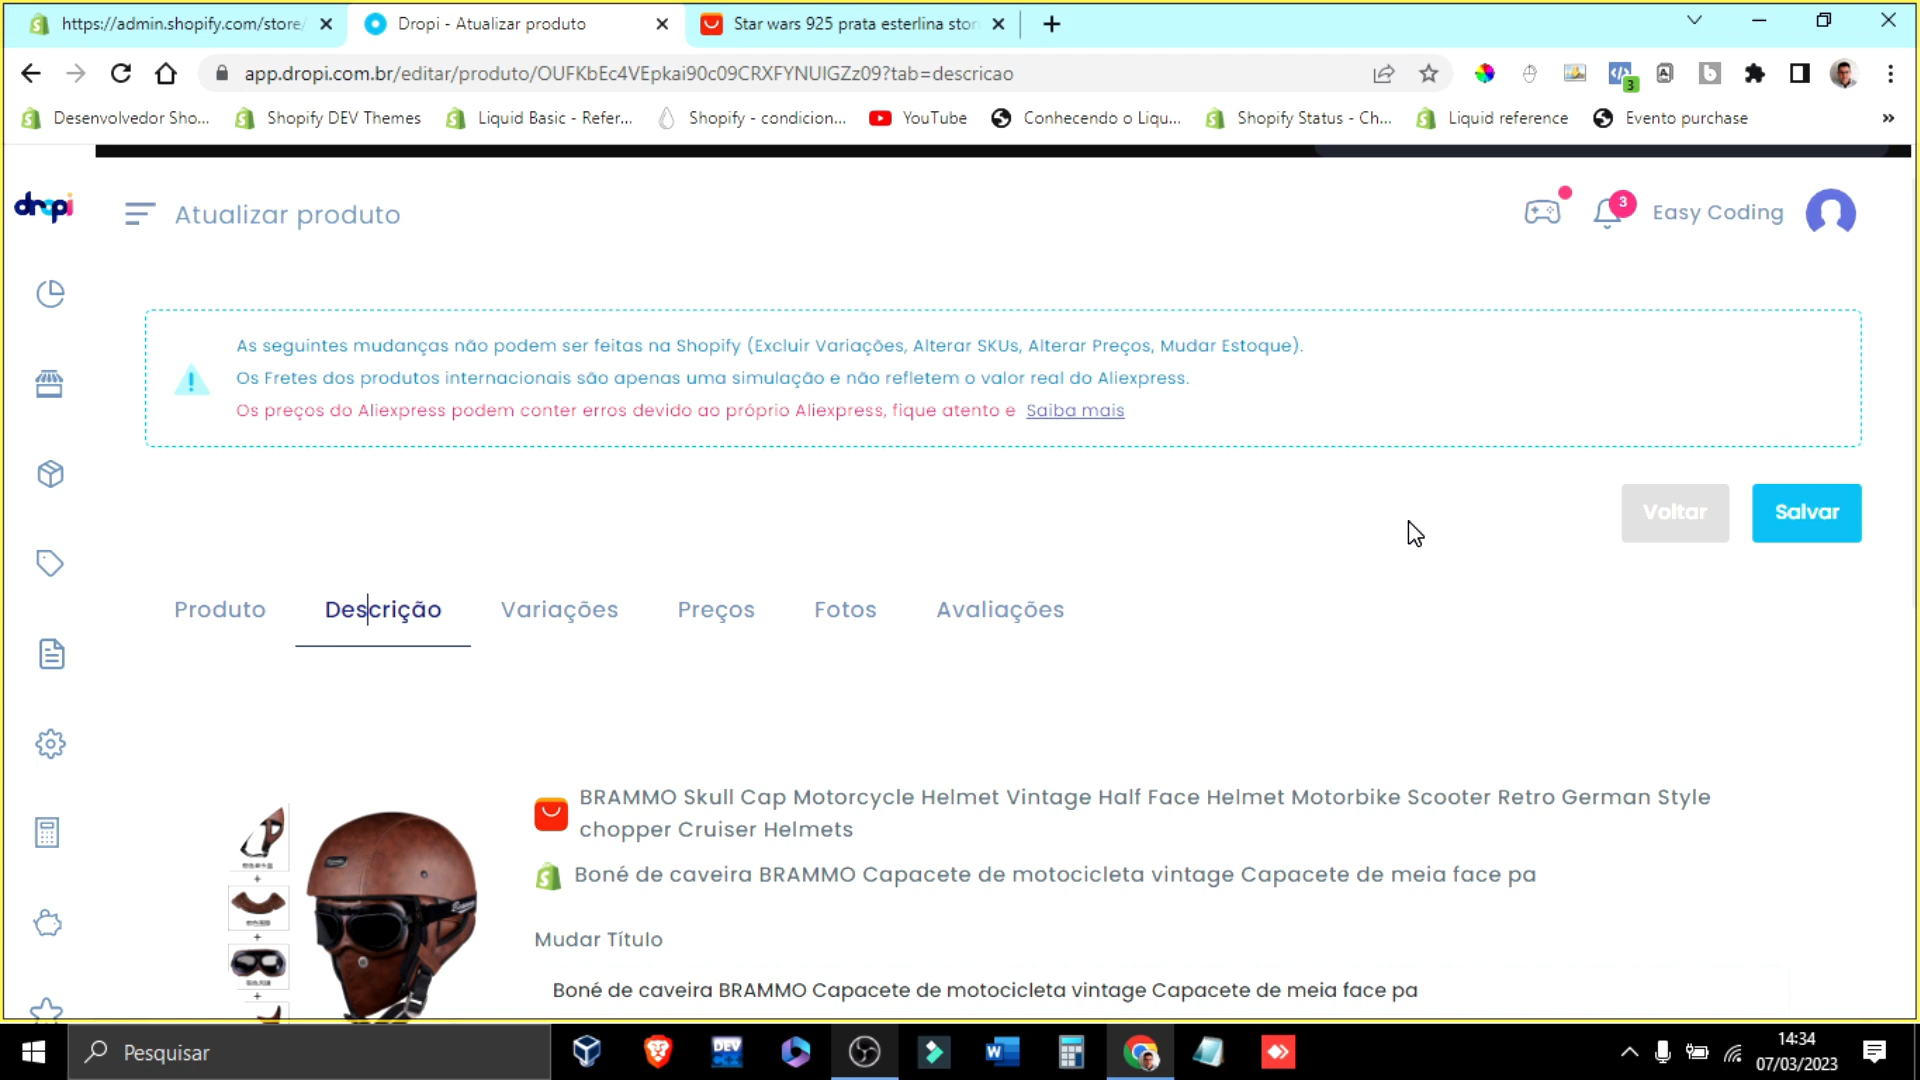 https://admin.shopify.com/store/
Dropi - Atualizar produto
Star wars 925 prata esterlina stor
app.dropi.com.br/editar/produto/OUFKbEc4VEpkai90c09CRXFYNUlGZz09?tab=descricao
3
Desenvolvedor Sho...
Shopify DEV Themes
Liquid Basic - Refer...
Shopify - condicion...
YouTube
Conhecendo o Liqu...
Shopify Status - Ch...
Liquid reference
Evento purchase
»
dropi
Atualizar produto
3
Easy Coding
As seguintes mudanças não podem ser feitas na Shopify (Excluir Variações, Alterar SKUs, Alterar Preços, Mudar Estoque).
Os Fretes dos produtos internacionais são apenas uma simulação e não refletem o valor real do Aliexpress.
Os preços do Aliexpress podem conter erros devido ao próprio Aliexpress, fique atento e Saiba mais
Voltar
Salvar
Produto
Descrição
Variações
Preços
Fotos
Avaliações
BRAMMO Skull Cap Motorcycle Helmet Vintage Half Face Helmet Motorbike Scooter Retro German Style
chopper Cruiser Helmets
Boné de caveira BRAMMO Capacete de motocicleta vintage Capacete de meia face pa
Mudar Título
Boné de caveira BRAMMO Capacete de motocicleta vintage Capacete de meia face pa
Pesquisar
DEV
14:34
07/03/2023